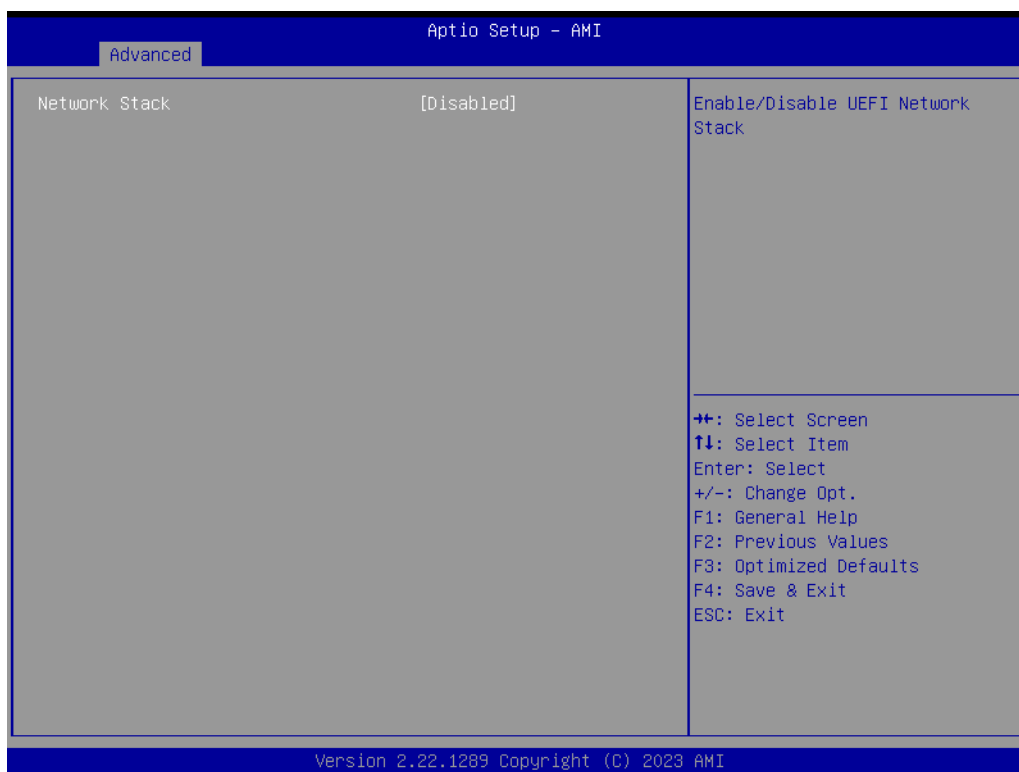 Aptio Setup – AMI
Advanced
Network Stack [Disabled]
Enable/Disable UEFI Network
Stack
→←: Select Screen
↑↓: Select Item
Enter: Select
+/-: Change Opt.
F1: General Help
F2: Previous Values
F3: Optimized Defaults
F4: Save & Exit
ESC: Exit
Version 2.22.1289 Copyright (C) 2023 AMI